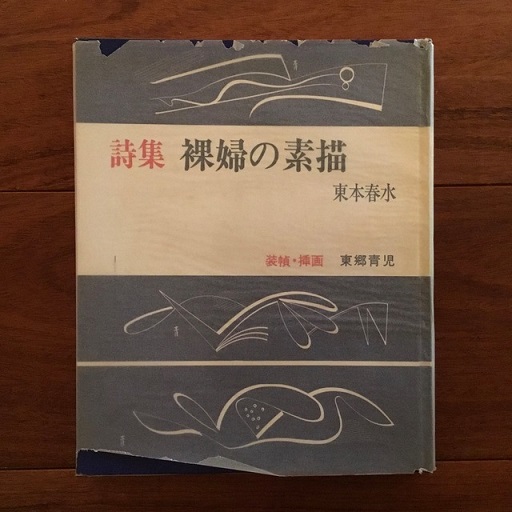 詩集 裸婦の素描
東本春水
装幀・挿画 東郷青児